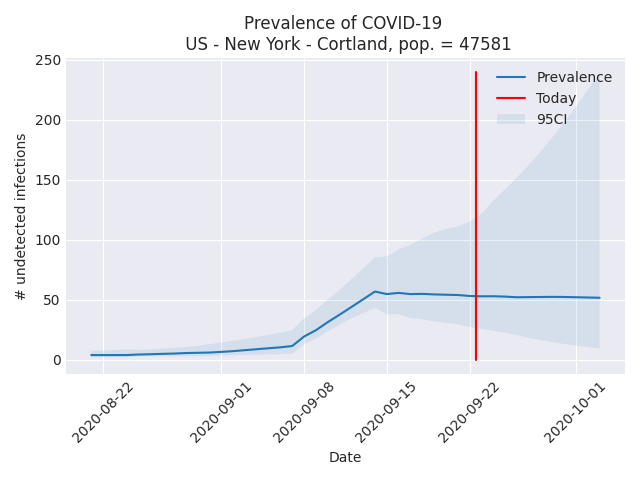 Prevalence of COVID-19
US - New York - Cortland, pop. = 47581
250
200
150
100
50
0
# undetected infections
Prevalence
Today
95CI
2020-08-22
2020-09-01
2020-09-08
2020-09-15
2020-09-22
2020-10-01
Date